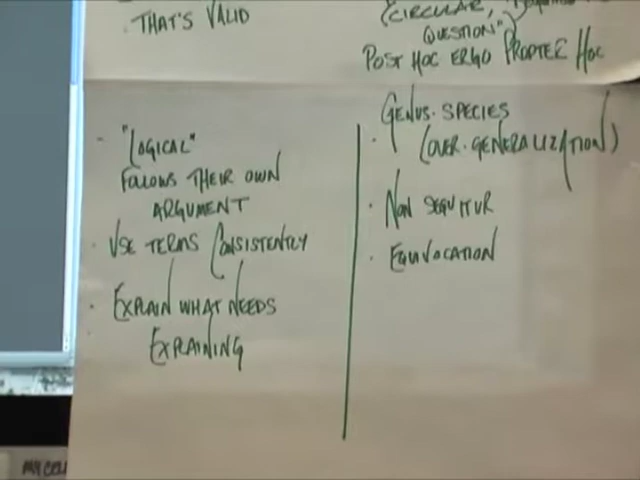 THAT'S VALID
"LOGICAL"
FOLLOWS THEIR OWN
ARGUMENT
USE TERMS CONSISTENTLY
EXPLAIN WHAT NEEDS
EXPLAINING
(CIRCULAR,
QUESTION")
POST HOC ERGO PROPTER HOC
GENUS-SPECIES
(OVER-GENERALIZATION)
NON SEQUITUR
EQUIVOCATION